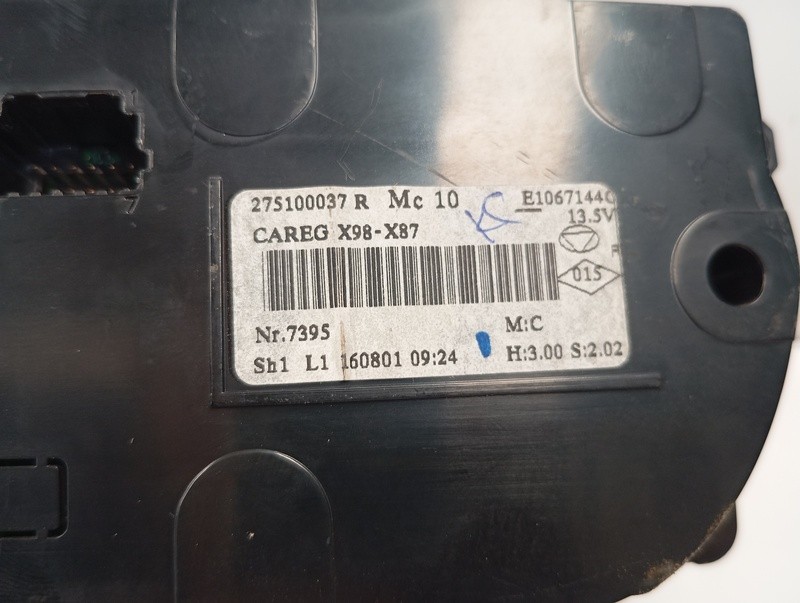 275100037 R Mc 10 E1067144C
13.5V
CAREG X98-X87
015
Nr.7395 M:C
Sh1 L1 160801 09:24 H:3.00 S:2.02